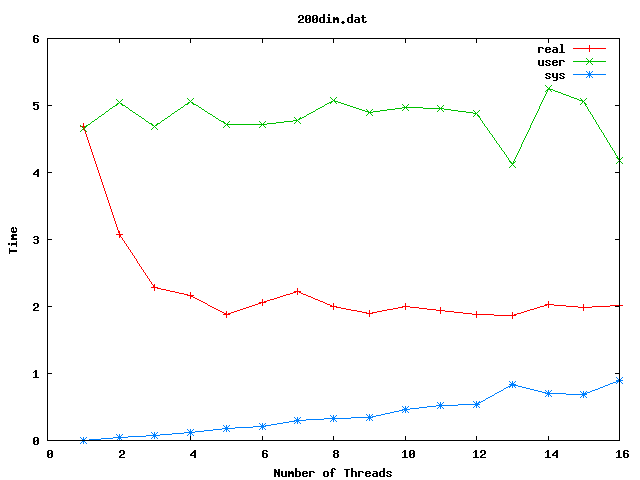 200dim.dat
6
real
user
sys
5
4
3
Time
2
1
0
0 2 4 6 8 10 12 14 16
Number of Threads